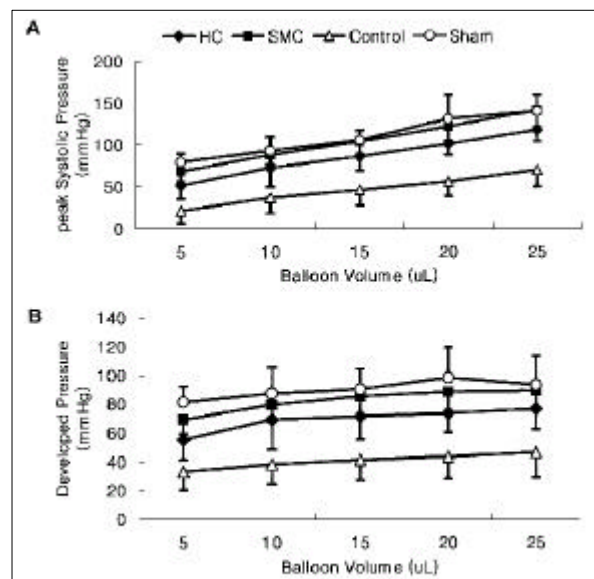 A
HC SMC Control Sham
peak Systolic Pressure
(mmHg)
200
150
100
50
0
5 10 15 20 25
Balloon Volume (uL)
B
Developed Pressure
(mmHg)
140
120
100
80
60
40
20
0
5 10 15 20 25
Balloon Volume (uL)